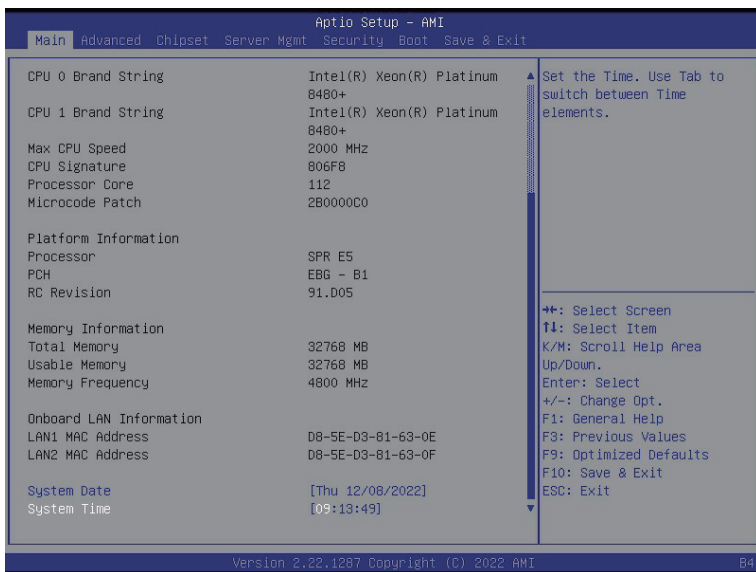 Aptio Setup – AMI
Main Advanced Chipset Server Mgmt Security Boot Save & Exit
CPU 0 Brand String Intel(R) Xeon(R) Platinum
8480+
CPU 1 Brand String Intel(R) Xeon(R) Platinum
8480+
Max CPU Speed 2000 MHz
CPU Signature 806F8
Processor Core 112
Microcode Patch 2B0000C0
Platform Information
Processor SPR E5
PCH EBG – B1
RC Revision 91.D05
Memory Information
Total Memory 32768 MB
Usable Memory 32768 MB
Memory Frequency 4800 MHz
Onboard LAN Information
LAN1 MAC Address D8-5E-D3-81-63-0E
LAN2 MAC Address D8-5E-D3-81-63-0F
System Date [Thu 12/08/2022]
System Time [09:13:49]
Set the Time. Use Tab to
switch between Time
elements.
→←: Select Screen
↑↓: Select Item
K/M: Scroll Help Area
Up/Down.
Enter: Select
+/-: Change Opt.
F1: General Help
F3: Previous Values
F9: Optimized Defaults
F10: Save & Exit
ESC: Exit
Version 2.22.1287 Copyright (C) 2022 AMI
B4